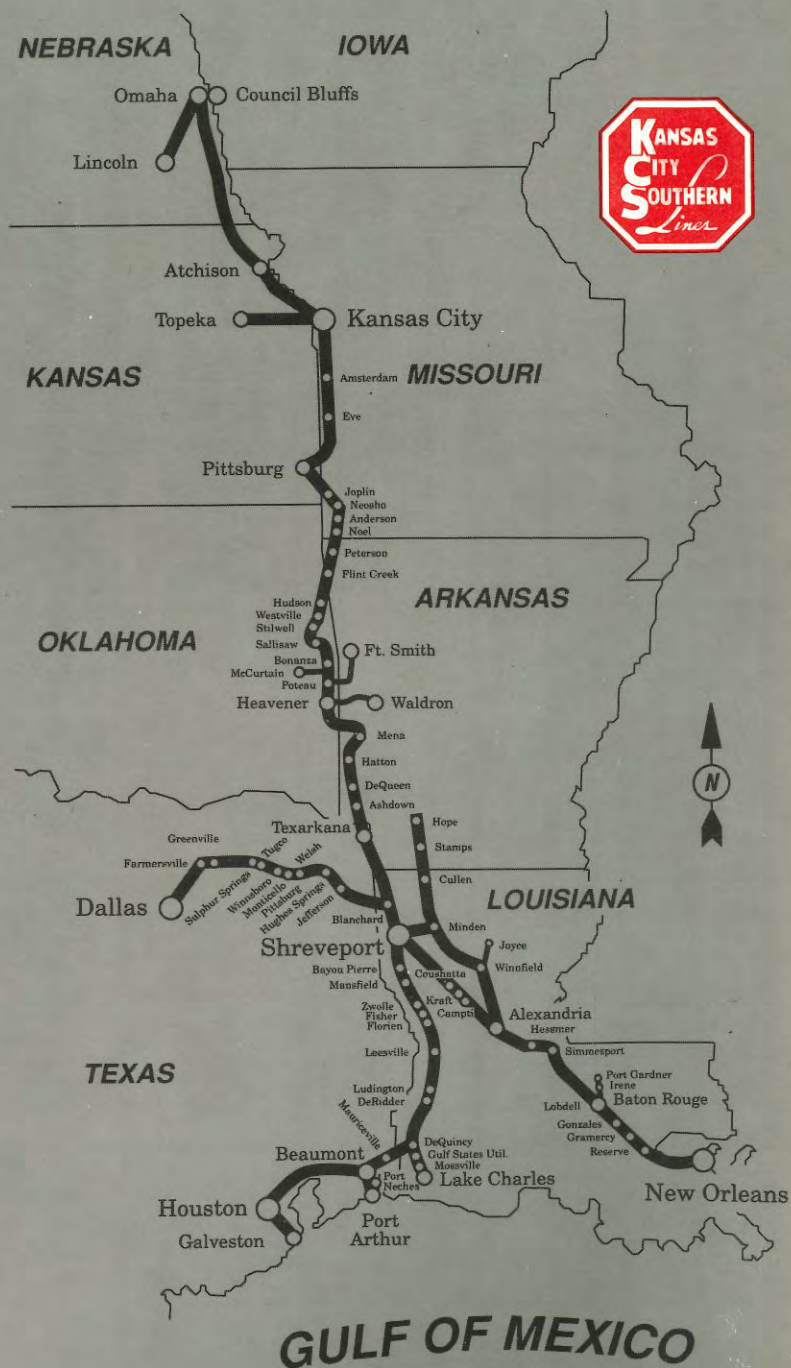 NEBRASKA
IOWA
Omaha
Council Bluffs
Lincoln
KANSAS
CITY
SOUTHERN
Lines
Atchison
Topeka
Kansas City
KANSAS
Amsterdam
MISSOURI
Eve
Pittsburg
Joplin
Neosho
Anderson
Noel
Peterson
Flint Creek
ARKANSAS
Hudson
Westville
Stilwell
OKLAHOMA
Sallisaw
Ft. Smith
Bonanza
McCurtain
Poteau
Heavener
Waldron
Mena
N
Hatton
DeQueen
Ashdown
Texarkana
Hope
Stamps
Cullen
Greenville
Tugco
Welsh
Farmersville
Sulphur Springs
Winnsboro
Monticello
Pittsburg
Hughes Springs
Jefferson
Dallas
LOUISIANA
Blanchard
Minden
Shreveport
Joyce
Winnfield
Bayou Pierre
Coushatta
Mansfield
Zwolle
Kraft
Fisher
Campti
Florien
Alexandria
Hessmer
Leesville
Simmesport
TEXAS
Port Gardner
Irene
Ludington
DeRidder
Lobdell
Baton Rouge
Gonzales
Gramercy
Reserve
Mauriceville
DeQuincy
Gulf States Util.
Mossville
Beaumont
Port
Neches
Lake Charles
New Orleans
Houston
Port
Arthur
Galveston
GULF OF MEXICO